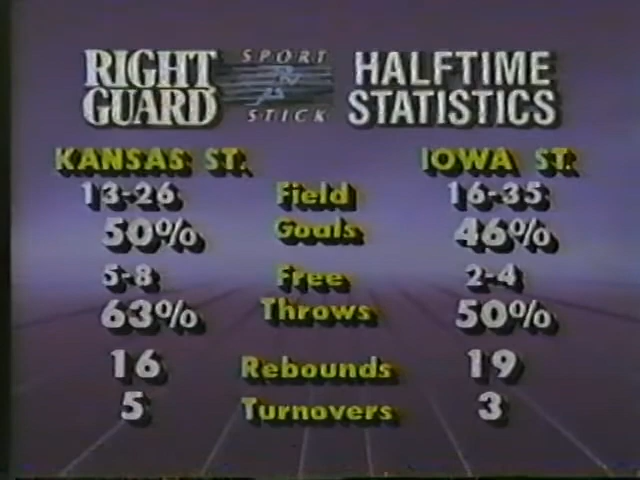 RIGHT GUARD SPORT STICK HALFTIME STATISTICS
KANSAS ST. IOWA ST.
13-26 Field 16-35
50% Goals 46%
5-8 Free 2-4
63% Throws 50%
16 Rebounds 19
5 Turnovers 3